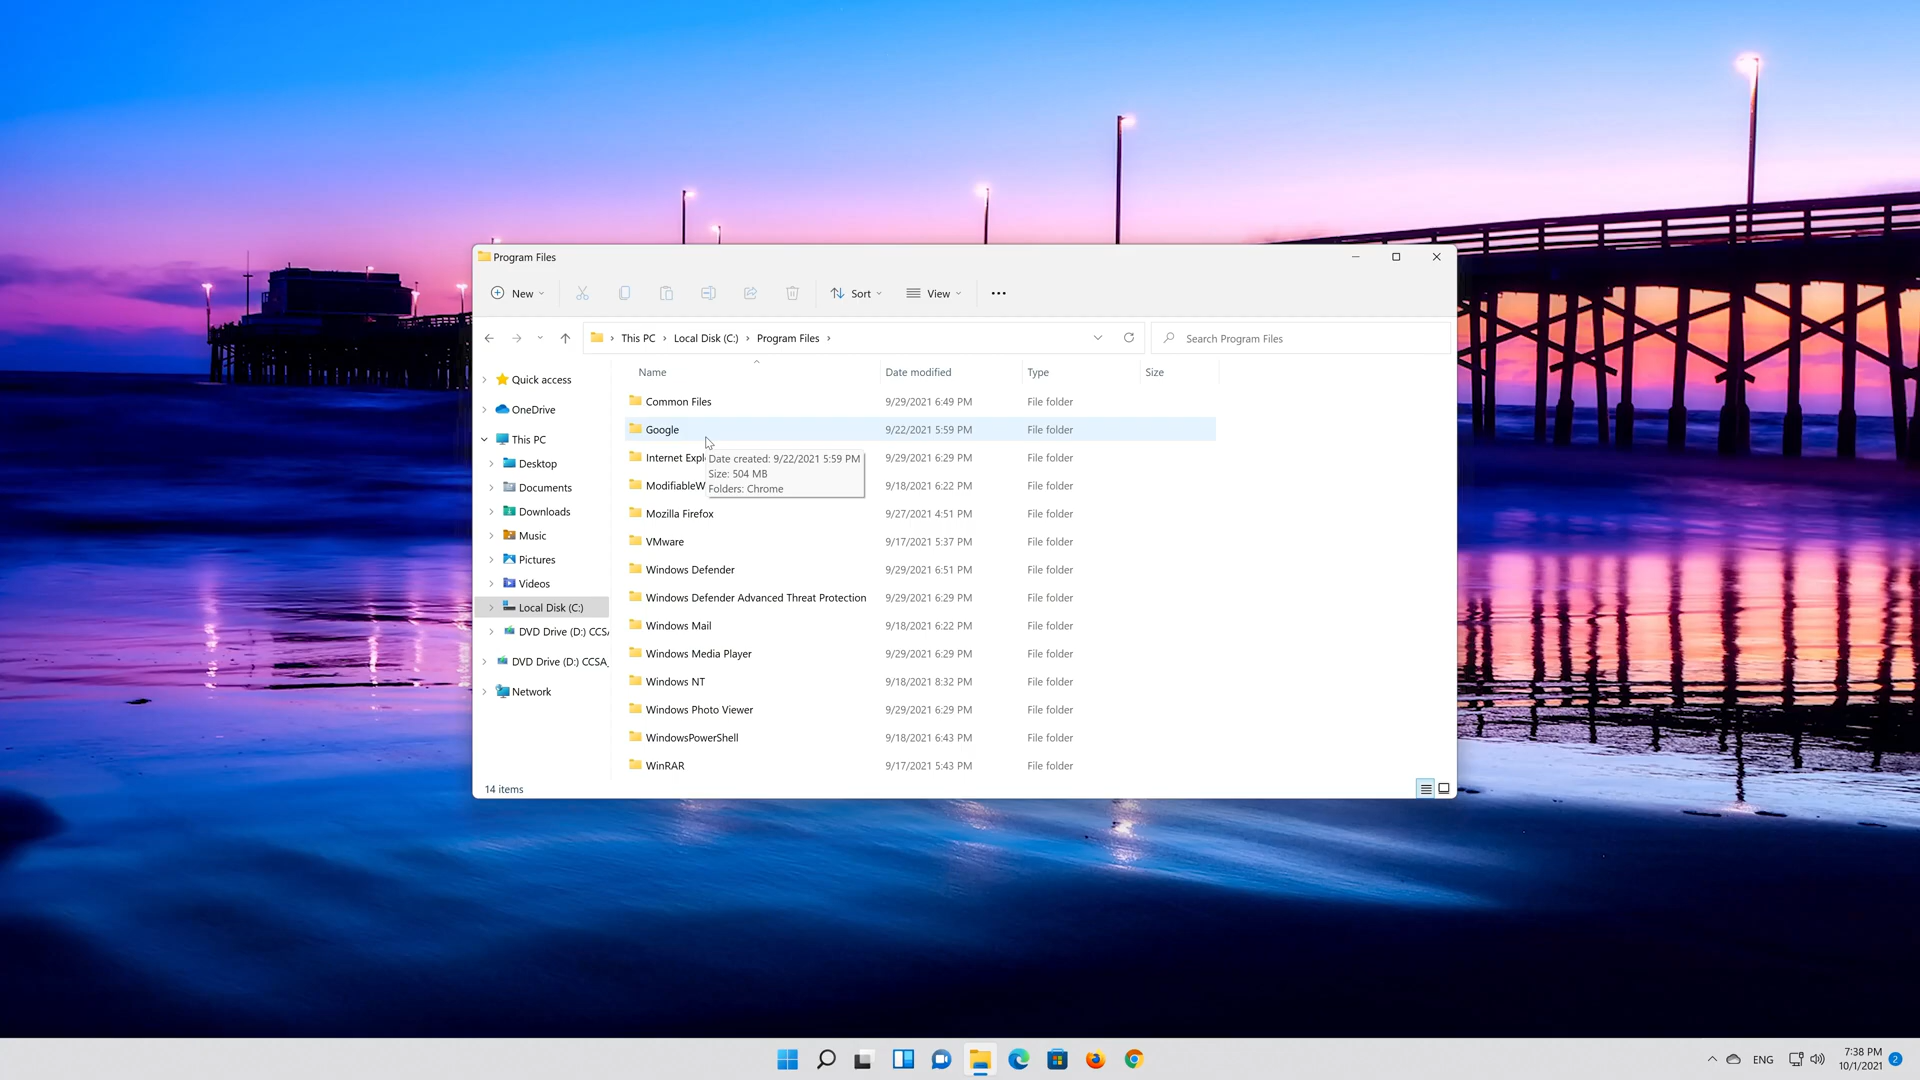 Program Files
New
Sort
View
This PC > Local Disk (C:) > Program Files >
Search Program Files
Name Date modified Type Size
Quick access
OneDrive
This PC
Desktop
Documents
Downloads
Music
Pictures
Videos
Local Disk (C:)
DVD Drive (D:) CCSA
DVD Drive (D:) CCSA_
Network
Common Files 9/29/2021 6:49 PM File folder
Google 9/22/2021 5:59 PM File folder
Internet Expl 9/29/2021 6:29 PM File folder
ModifiableW 9/18/2021 6:22 PM File folder
Mozilla Firefox 9/27/2021 4:51 PM File folder
VMware 9/17/2021 5:37 PM File folder
Windows Defender 9/29/2021 6:51 PM File folder
Windows Defender Advanced Threat Protection 9/29/2021 6:29 PM File folder
Windows Mail 9/18/2021 6:22 PM File folder
Windows Media Player 9/29/2021 6:29 PM File folder
Windows NT 9/18/2021 8:32 PM File folder
Windows Photo Viewer 9/29/2021 6:29 PM File folder
WindowsPowerShell 9/18/2021 6:43 PM File folder
WinRAR 9/17/2021 5:43 PM File folder
Date created: 9/22/2021 5:59 PM
Size: 504 MB
Folders: Chrome
14 items
ENG
7:38 PM
10/1/2021
2